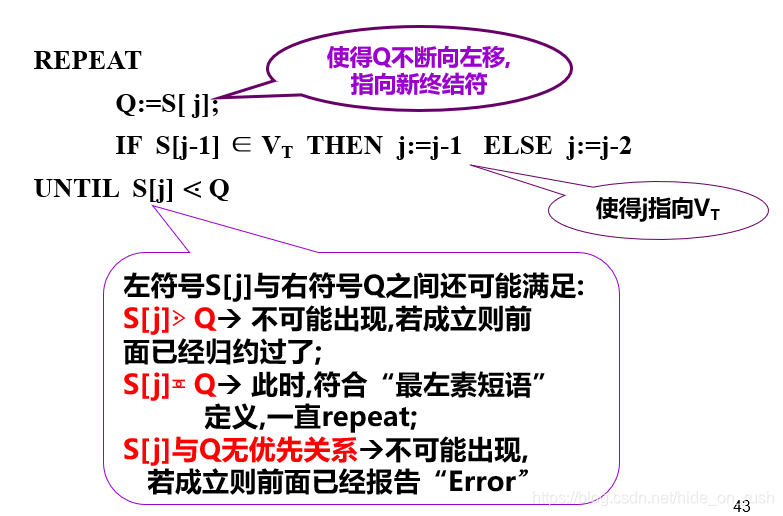 使得Q不断向左移,
指向新终结符
REPEAT
Q:=S[ j];
IF S[j-1] ∈ VT THEN j:=j-1 ELSE j:=j-2
UNTIL S[j] ⋖ Q
使得j指向VT
左符号S[j]与右符号Q之间还可能满足:
S[j]⋗ Q→ 不可能出现,若成立则前
面已经归约过了;
S[j]≖ Q→ 此时,符合“最左素短语”
定义,一直repeat;
S[j]与Q无优先关系→不可能出现,
若成立则前面已经报告“Error”
https://blog.csdn.net/hide_on_rush
43